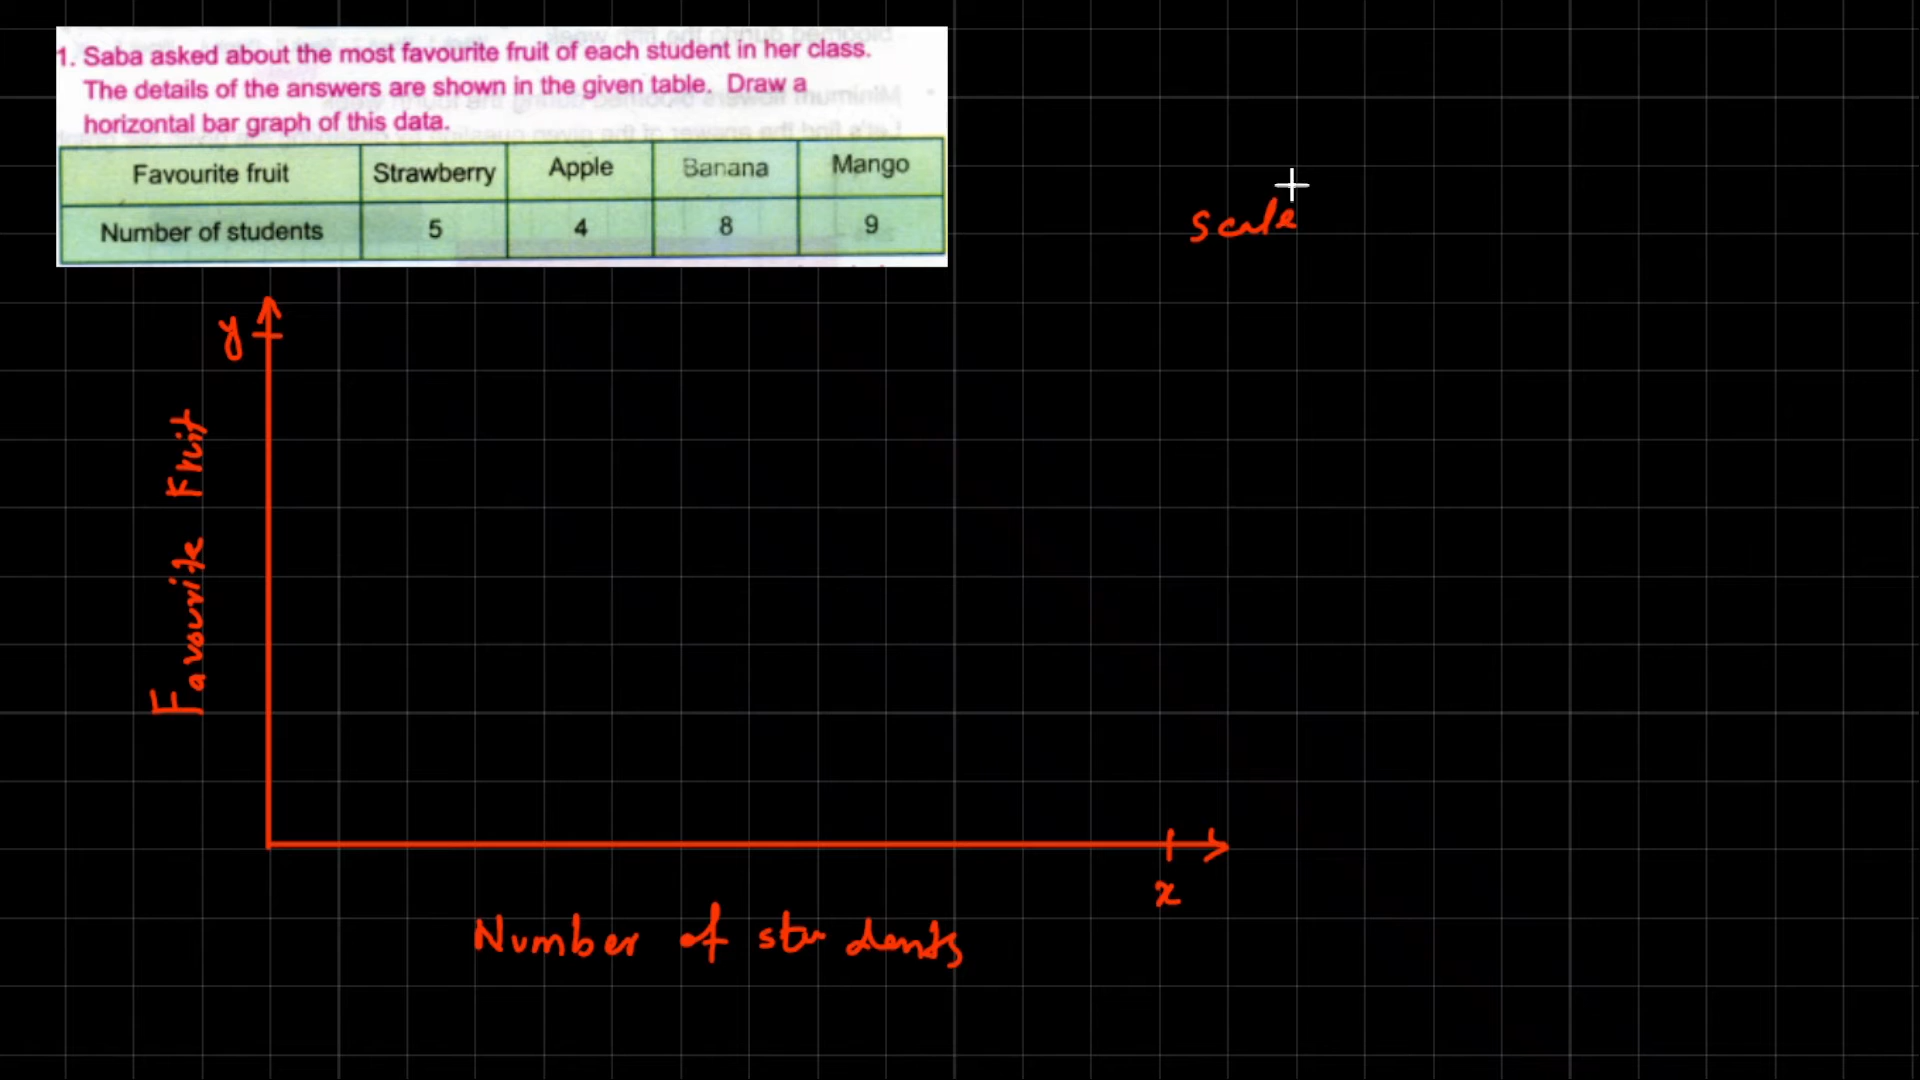 1. Saba asked about the most favourite fruit of each student in her class.
The details of the answers are shown in the given table. Draw a
horizontal bar graph of this data.
Favourite fruit Strawberry Apple Banana Mango
Number of students 5 4 8 9
scale
y
Favourite Fruit
x
Number of students